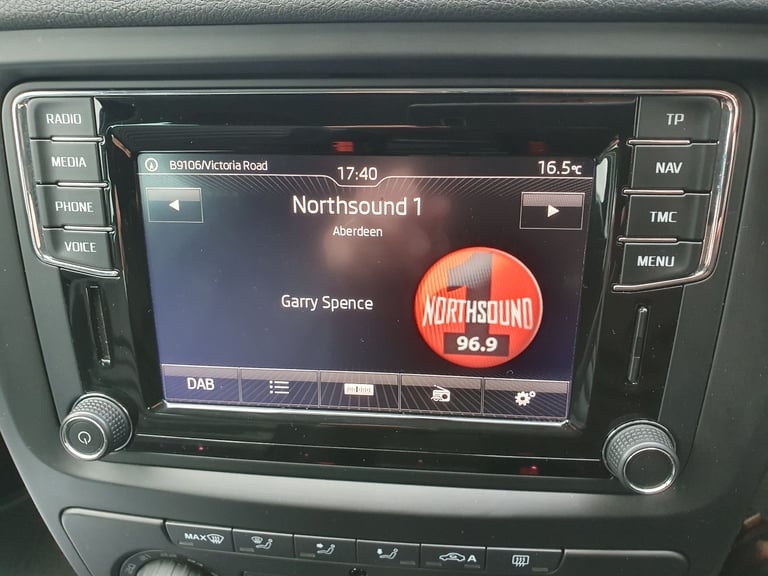 RADIO
MEDIA
PHONE
VOICE
TP
NAV
TMC
MENU
B9106/Victoria Road
17:40
16.5°C
Northsound 1
Aberdeen
Garry Spence
1
NORTHSOUND
96.9
DAB
MAX
A